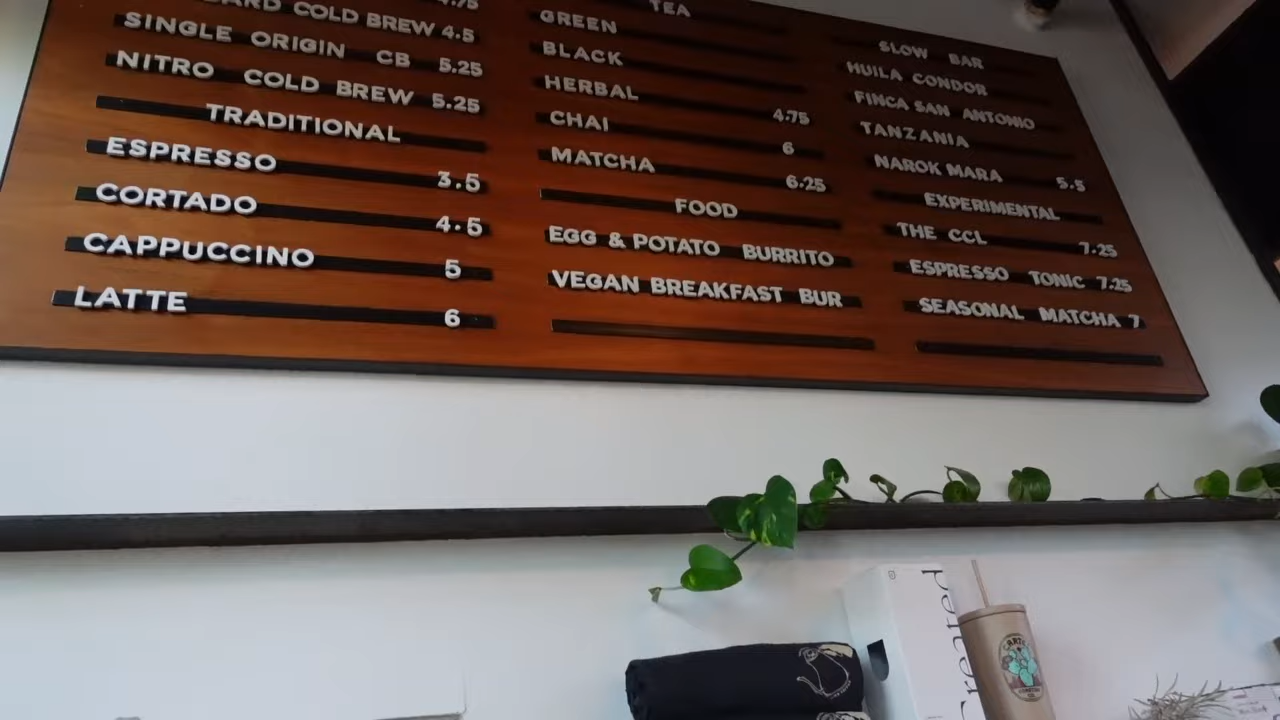 4.75
COLD BREW 4.5
SINGLE ORIGIN CB 5.25
NITRO COLD BREW 5.25
TRADITIONAL
ESPRESSO 3.5
CORTADO 4.5
CAPPUCCINO 5
LATTE 6
TEA
GREEN
BLACK
HERBAL 4.75
CHAI 6
MATCHA 6.25
FOOD
EGG & POTATO BURRITO
VEGAN BREAKFAST BUR
SLOW BAR
HUILA CONDOR
FINCA SAN ANTONIO
TANZANIA
NAROK MARA 5.5
EXPERIMENTAL
THE CCL 7.25
ESPRESSO TONIC 7.25
SEASONAL MATCHA 7
Created